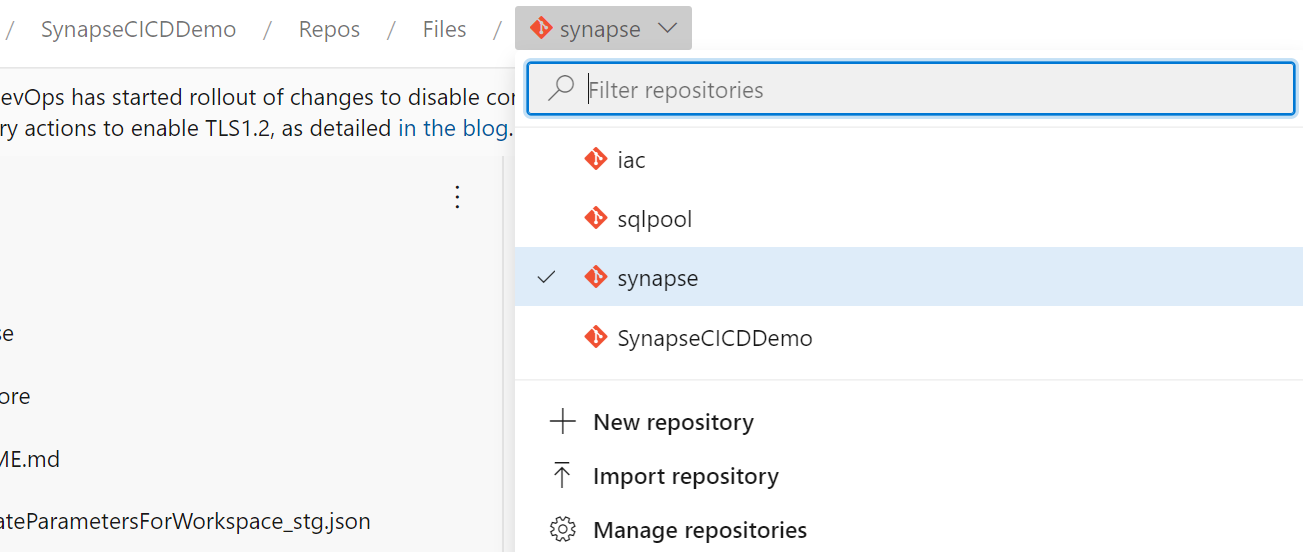 / SynapseCICDDemo / Repos / Files / synapse
Filter repositories
evOps has started rollout of changes to disable cor
ry actions to enable TLS1.2, as detailed in the blog.
iac
sqlpool
synapse
SynapseCICDDemo
se
ore
ME.md
ateParametersForWorkspace_stg.json
New repository
Import repository
Manage repositories